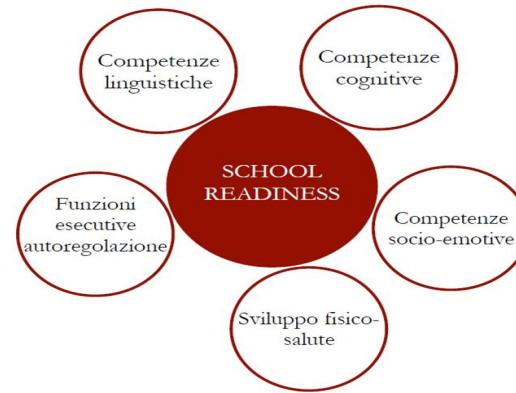 Competenze
linguistiche
Competenze
cognitive
SCHOOL
READINESS
Funzioni
esecutive
autoregolazione
Competenze
socio-emotive
Sviluppo fisico-
salute